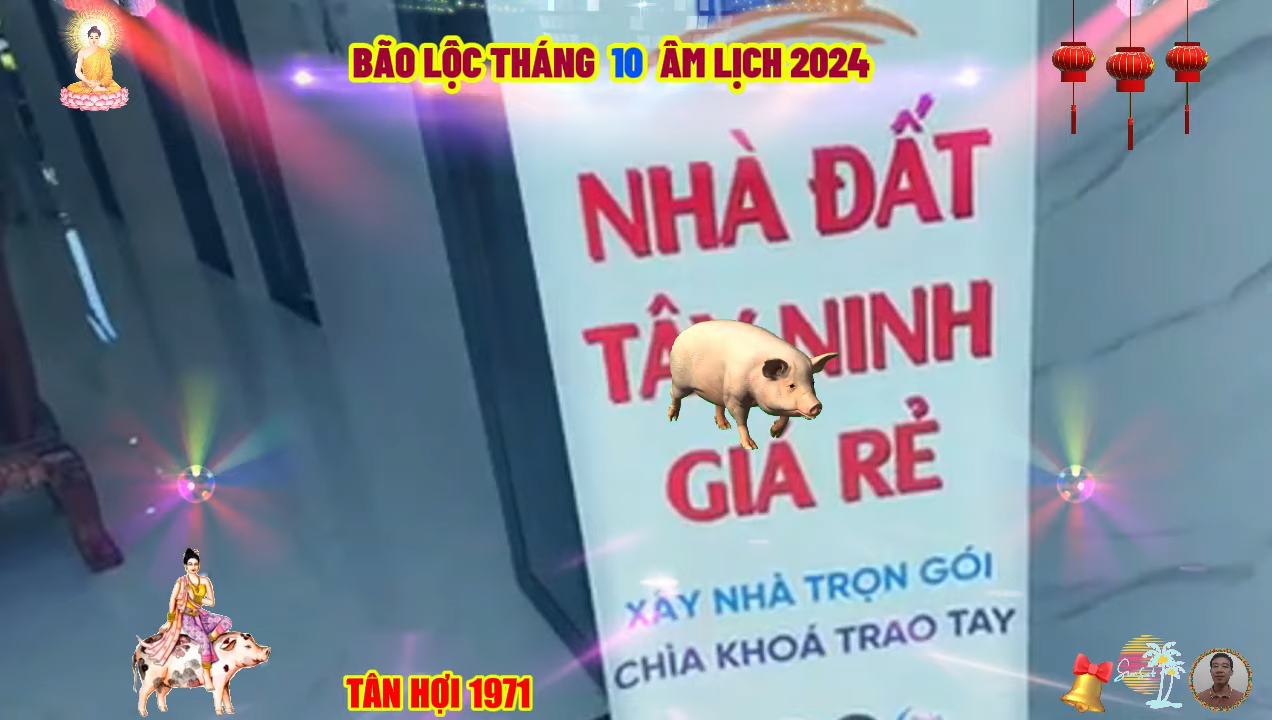 BÃO LỘC THÁNG 10 ÂM LỊCH 2024
NHÀ ĐẤT
TÂY NINH
GIÁ RẺ
XÂY NHÀ TRỌN GÓI
CHÌA KHOÁ TRAO TAY
Sunset
TÂN HỢI 1971